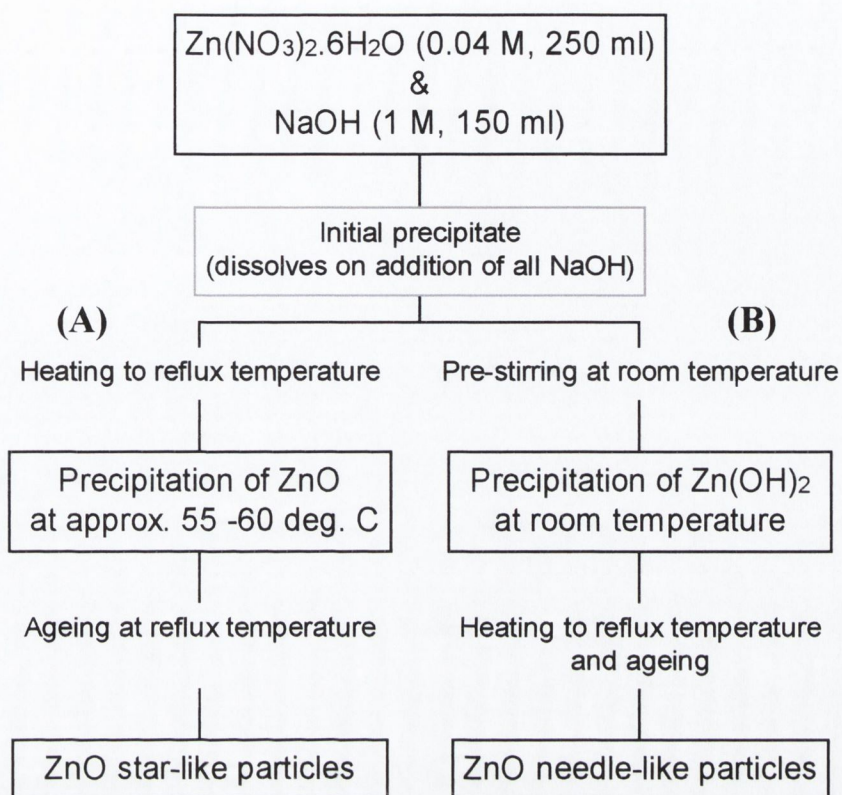 Zn(NO3)2.6H2O (0.04 M, 250 ml)
&
NaOH (1 M, 150 ml)
Initial precipitate
(dissolves on addition of all NaOH)
(A)
(B)
Heating to reflux temperature
Pre-stirring at room temperature
Precipitation of ZnO
at approx. 55 -60 deg. C
Precipitation of Zn(OH)2
at room temperature
Ageing at reflux temperature
Heating to reflux temperature
and ageing
ZnO star-like particles
ZnO needle-like particles